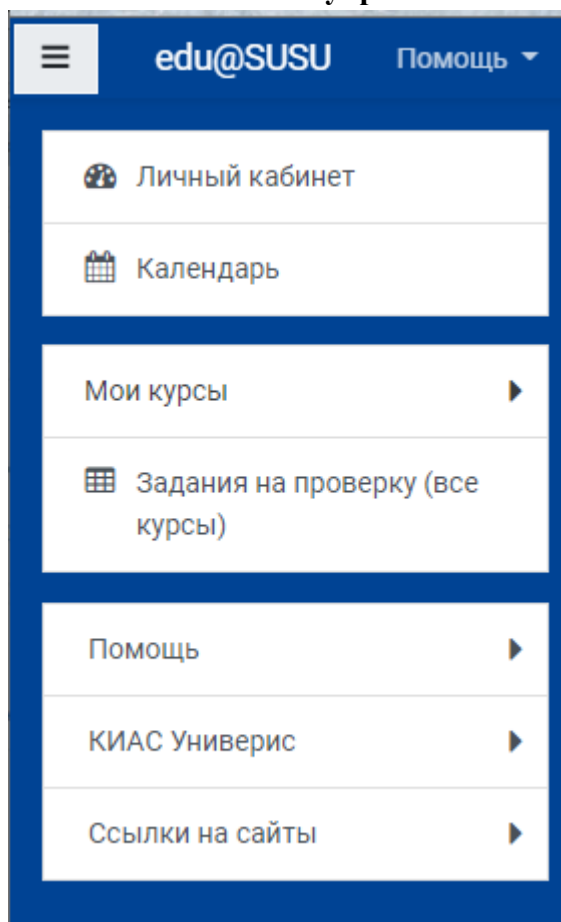 edu@SUSU Помощь
Личный кабинет
Календарь
Мои курсы
Задания на проверку (все
курсы)
Помощь
КИАС Универис
Ссылки на сайты